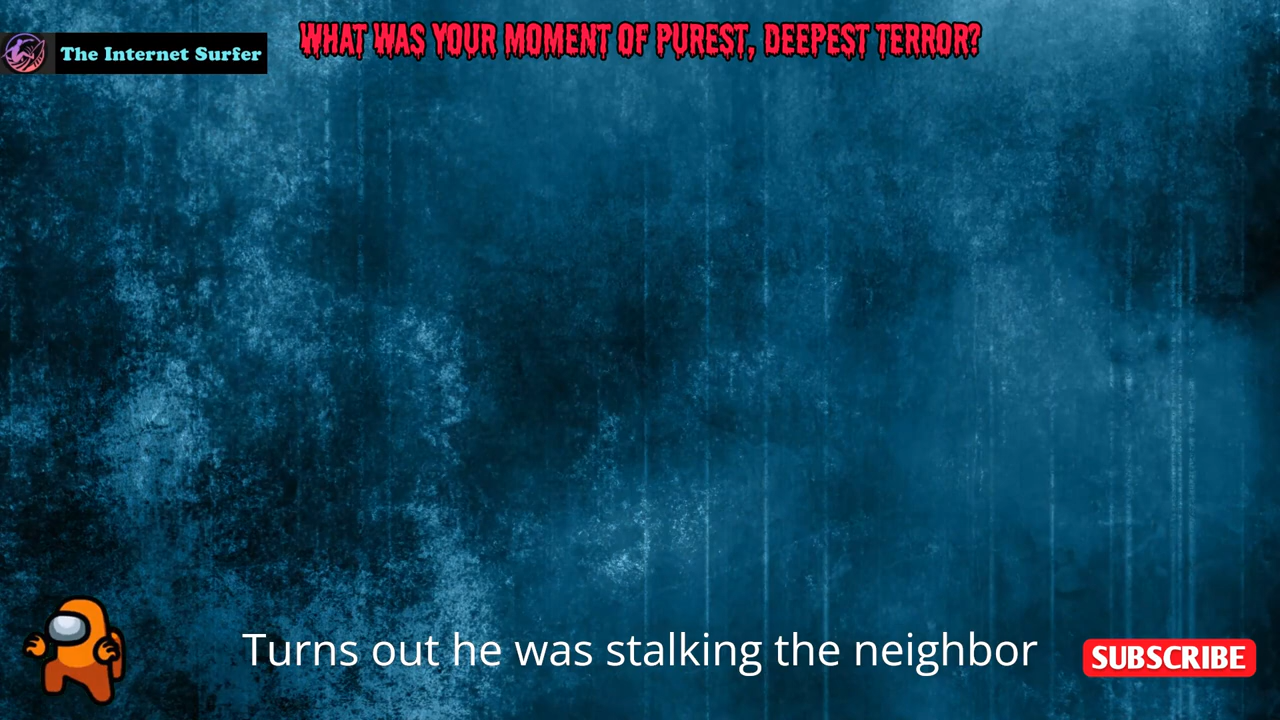 WHAT WAS YOUR MOMENT OF PUREST, DEEPEST TERROR?
The Internet Surfer
Turns out he was stalking the neighbor
SUBSCRIBE